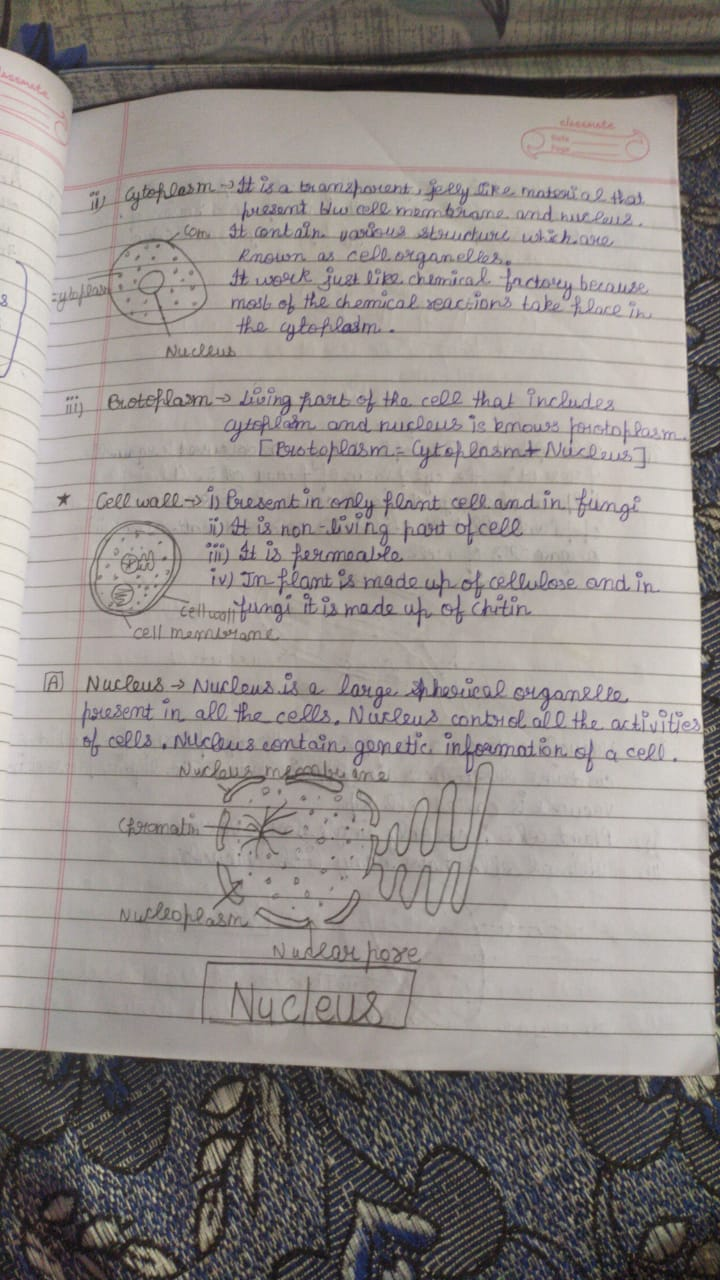 classmate
classmate
Date
Page
ii) Cytoplasm → It is a transparent, jelly like material that
present b/w cell membrane and nucleus.
Com.
It contain various structure which are
known as cell organelles.
cytoplasm
It work just like chemical factory because
most of the chemical reactions take place in
the cytoplasm.
Nucleus
iii) Protoplasm → Living part of the cell that includes
cytoplasm and nucleus is knows protoplasm.
[Protoplasm = Cytoplasm + Nucleus]
★ Cell wall → i) Present in only plant cell and in fungi
ii) It is non-living part of cell
iii) It is permeable
iv) In plant is made up of cellulose and in
fungi it is made up of chitin
cell wall
cell membrane
A Nucleus → Nucleus is a large spherical organelle
present in all the cells. Nucleus control all the activities
of cells. Nucleus contain genetic information of a cell.
Nucleus membrane
Chromatin
Nucleoplasm
Nuclear pore
Nucleus